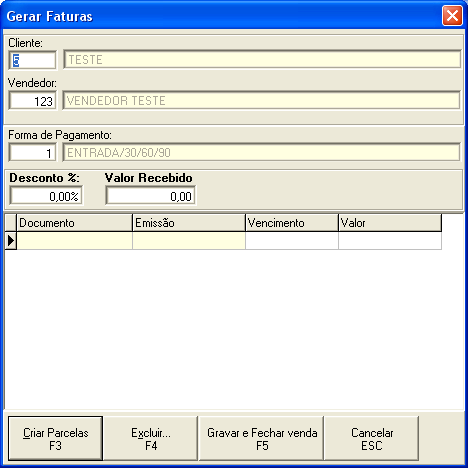 Gerar Faturas
Cliente:
5 TESTE
Vendedor:
123 VENDEDOR TESTE
Forma de Pagamento:
1 ENTRADA/30/60/90
Desconto %: Valor Recebido
0,00% 0,00
Documento Emissão Vencimento Valor
Criar Parcelas Excluir... Gravar e Fechar venda Cancelar
F3 F4 F5 ESC